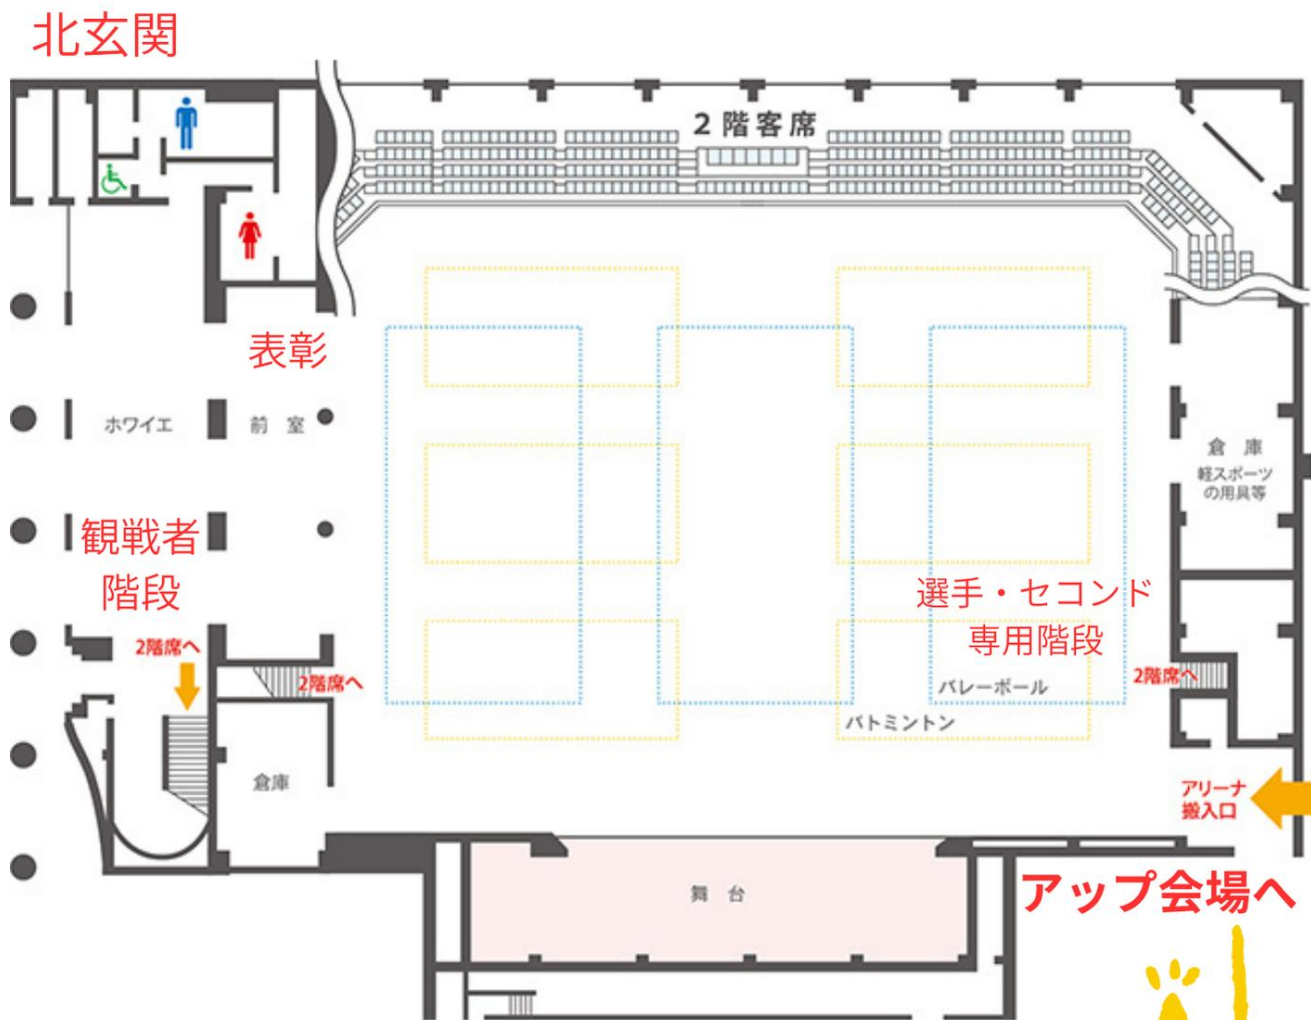 北玄関
2階客席
表彰
ホワイエ
前 室
倉 庫
軽スポーツ
の用具等
観戦者
階段
選手・セコンド
専用階段
2階席へ
2階席へ
2階席へ
バレーボール
バトミントン
倉庫
アリーナ
搬入口
アップ会場へ
舞 台